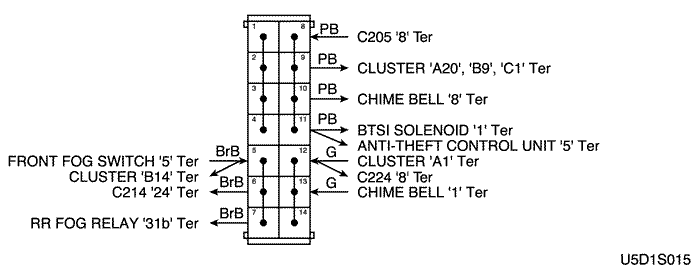 1 8 PB C205 '8' Ter
2 9 PB CLUSTER 'A20', 'B9', 'C1' Ter
3 10 PB CHIME BELL '8' Ter
4 11 PB BTSI SOLENOID '1' Ter
ANTI-THEFT CONTROL UNIT '5' Ter
FRONT FOG SWITCH '5' Ter BrB 5 12 G CLUSTER 'A1' Ter
CLUSTER 'B14' Ter C224 '8' Ter
C214 '24' Ter BrB 6 13 G CHIME BELL '1' Ter
RR FOG RELAY '31b' Ter BrB 7 14
U5D1S015